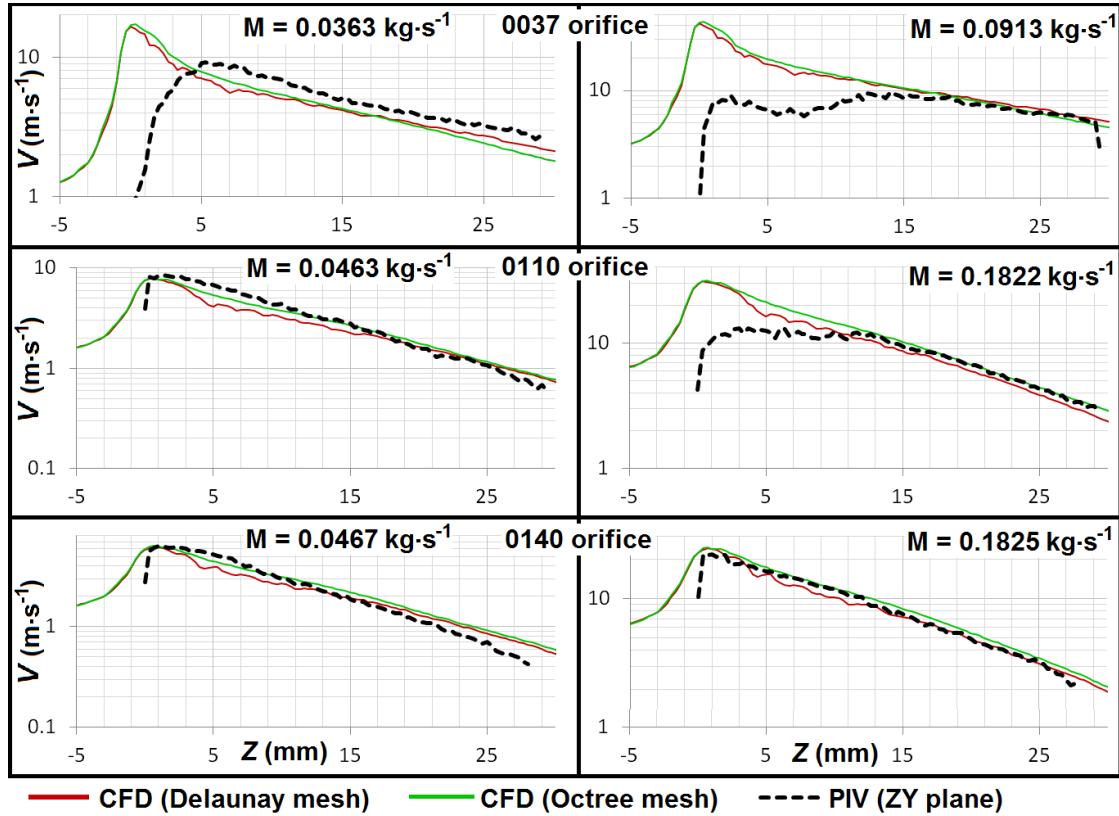 M = 0.0363 kg·s⁻¹ 0037 orifice M = 0.0913 kg·s⁻¹
V (m·s⁻¹)
10
1
-5 5 15 25
100
10
1
-5 5 15 25
M = 0.0463 kg·s⁻¹ 0110 orifice M = 0.1822 kg·s⁻¹
V (m·s⁻¹)
10
1
0.1
-5 5 15 25
10
1
-5 5 15 25
M = 0.0467 kg·s⁻¹ 0140 orifice M = 0.1825 kg·s⁻¹
V (m·s⁻¹)
1
0.1
-5 5 15 25
Z (mm)
10
1
-5 5 15 25
Z (mm)
CFD (Delaunay mesh) CFD (Octree mesh) PIV (ZY plane)